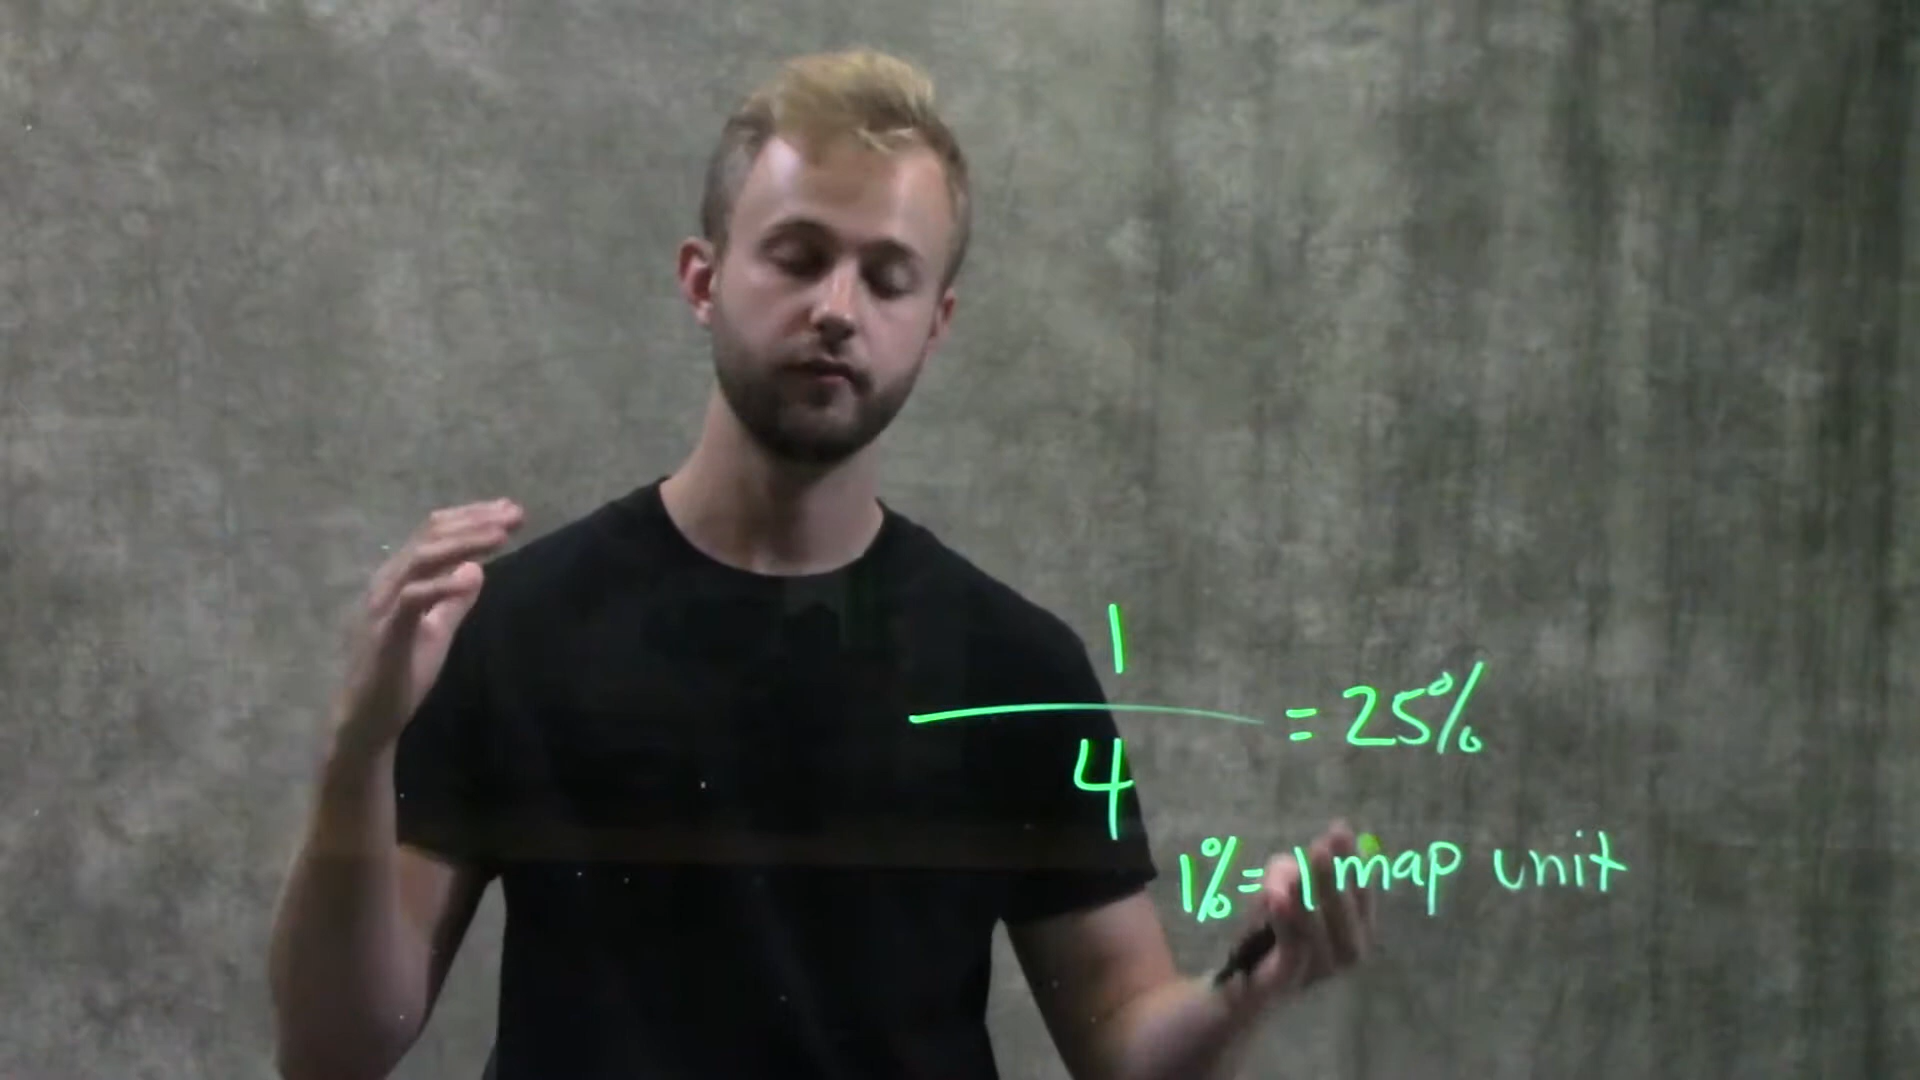 1
4
= 25%
1% = 1 map unit